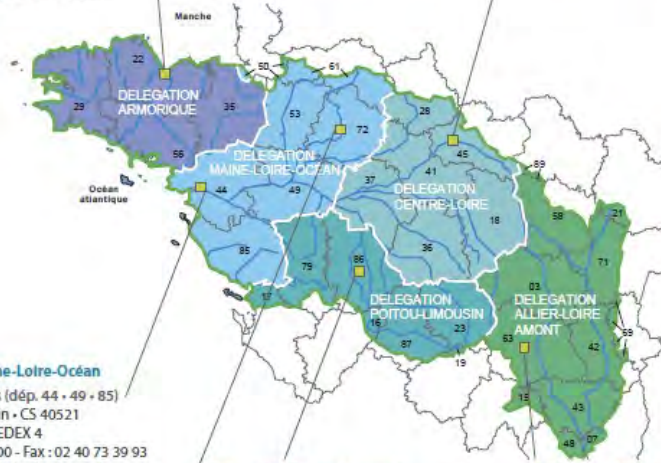 Manche
22
50
61
DELEGATION
ARMORIQUE
29
35
53
28
72
56
DELEGATION
MAINE-LOIRE-OCEAN
45
41
37
89
Océan
atlantique
44
49
DELEGATION
CENTRE-LOIRE
58
21
18
85
36
71
79
86
17
03
DELEGATION
POITOU-LIMOUSIN
DELEGATION
ALLIER-LOIRE
AMONT
16
23
63
69
87
19
42
15
43
48
07
ne-Loire-Océan
s (dép. 44 • 49 • 85)
in • CS 40521
EDEX 4
00 - Fax : 02 40 73 39 93